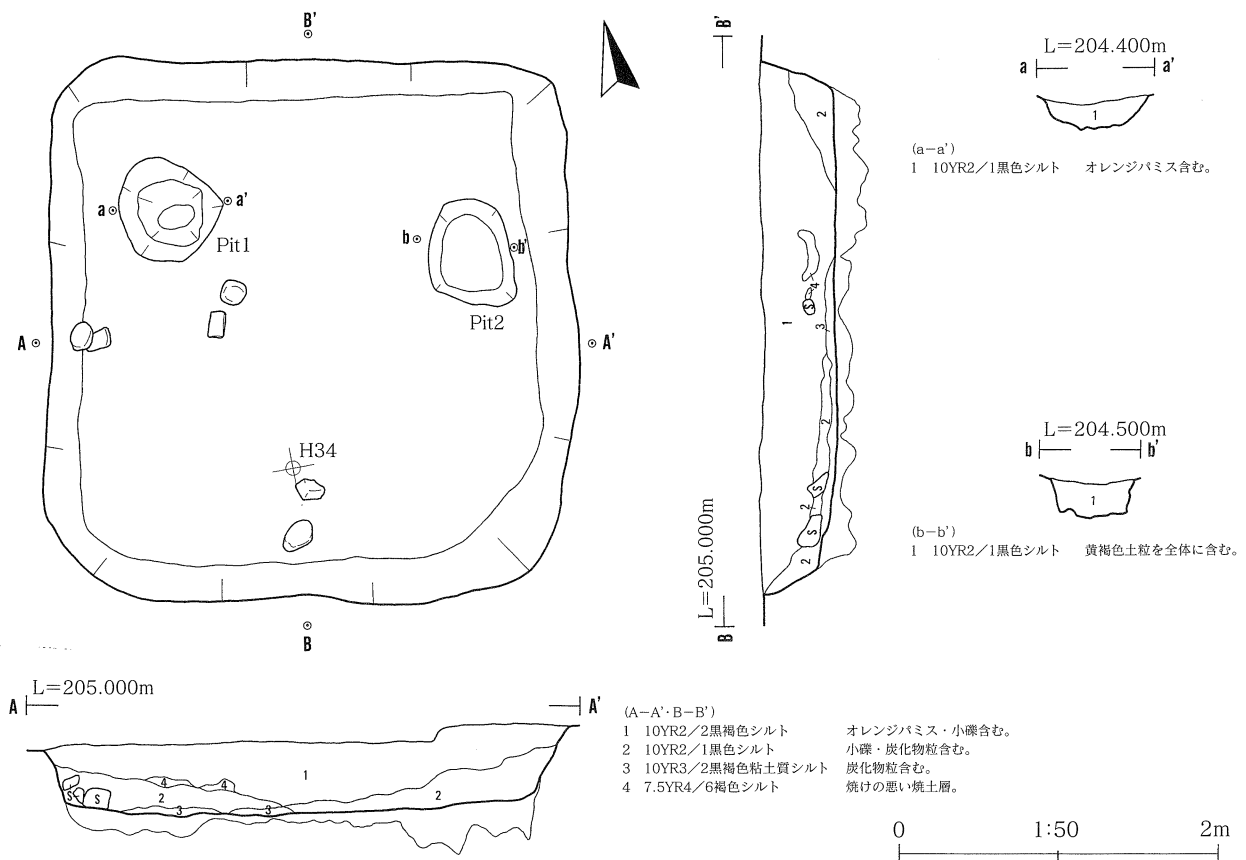 B'
a
a'
Pit1
b
b'
Pit2
A
A'
H34
B
B'
2
4
S
1
3
2
S
2
S
2
L=205.000m
B
L=204.400m
a
a'
1
(a-a')
1 10YR2/1黒色シルト オレンジパミス含む。
L=204.500m
b
b'
1
(b-b')
1 10YR2/1黒色シルト 黄褐色土粒を全体に含む。
L=205.000m
A
A'
1
4
4
S
S
2
3
3
2
(A-A'・B-B')
1 10YR2/2黒褐色シルト オレンジパミス・小礫含む。
2 10YR2/1黒色シルト 小礫・炭化物粒含む。
3 10YR3/2黒褐色粘土質シルト 炭化物粒含む。
4 7.5YR4/6褐色シルト 焼けの悪い焼土層。
0 1:50 2m